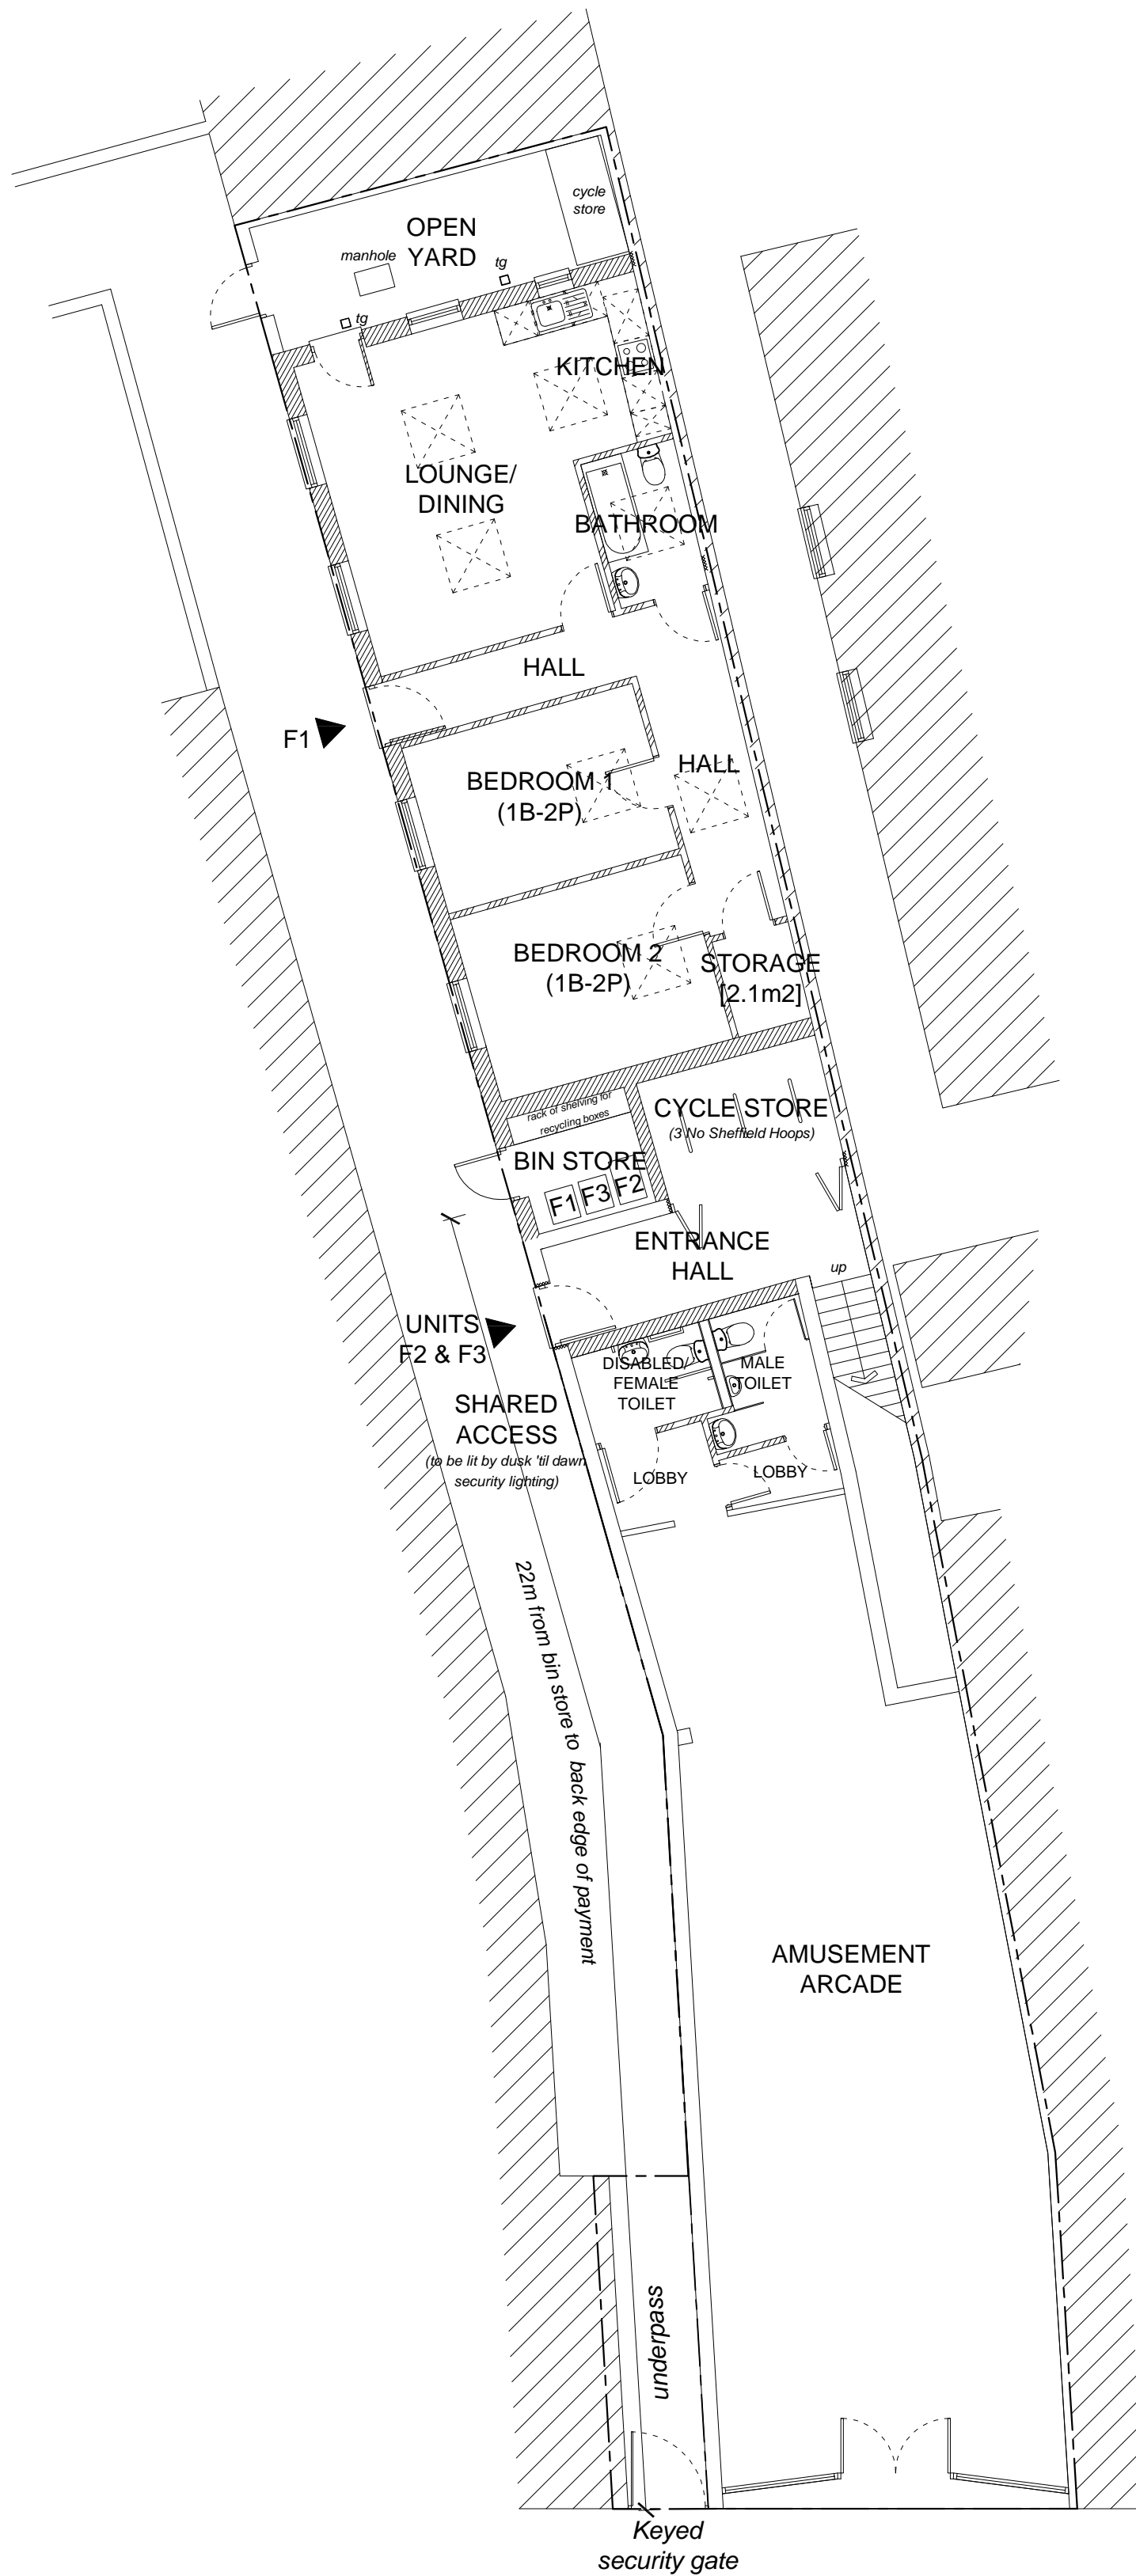 cycle
store
OPEN
YARD
manhole
tg
tg
KITCHEN
LOUNGE/
DINING
BATHROOM
HALL
F1
HALL
BEDROOM 1
(1B-2P)
BEDROOM 2
(1B-2P)
STORAGE
[2.1m2]
rack of shelving for
recycling boxes
CYCLE STORE
(3 No Sheffield Hoops)
BIN STORE
F1 F3 F2
ENTRANCE
HALL
up
UNITS
F2 & F3
DISABLED/
FEMALE
TOILET
MALE
TOILET
SHARED
ACCESS
(to be lit by dusk 'til dawn
security lighting)
LOBBY
LOBBY
22m from bin store to back edge of payment
AMUSEMENT
ARCADE
underpass
Keyed
security gate